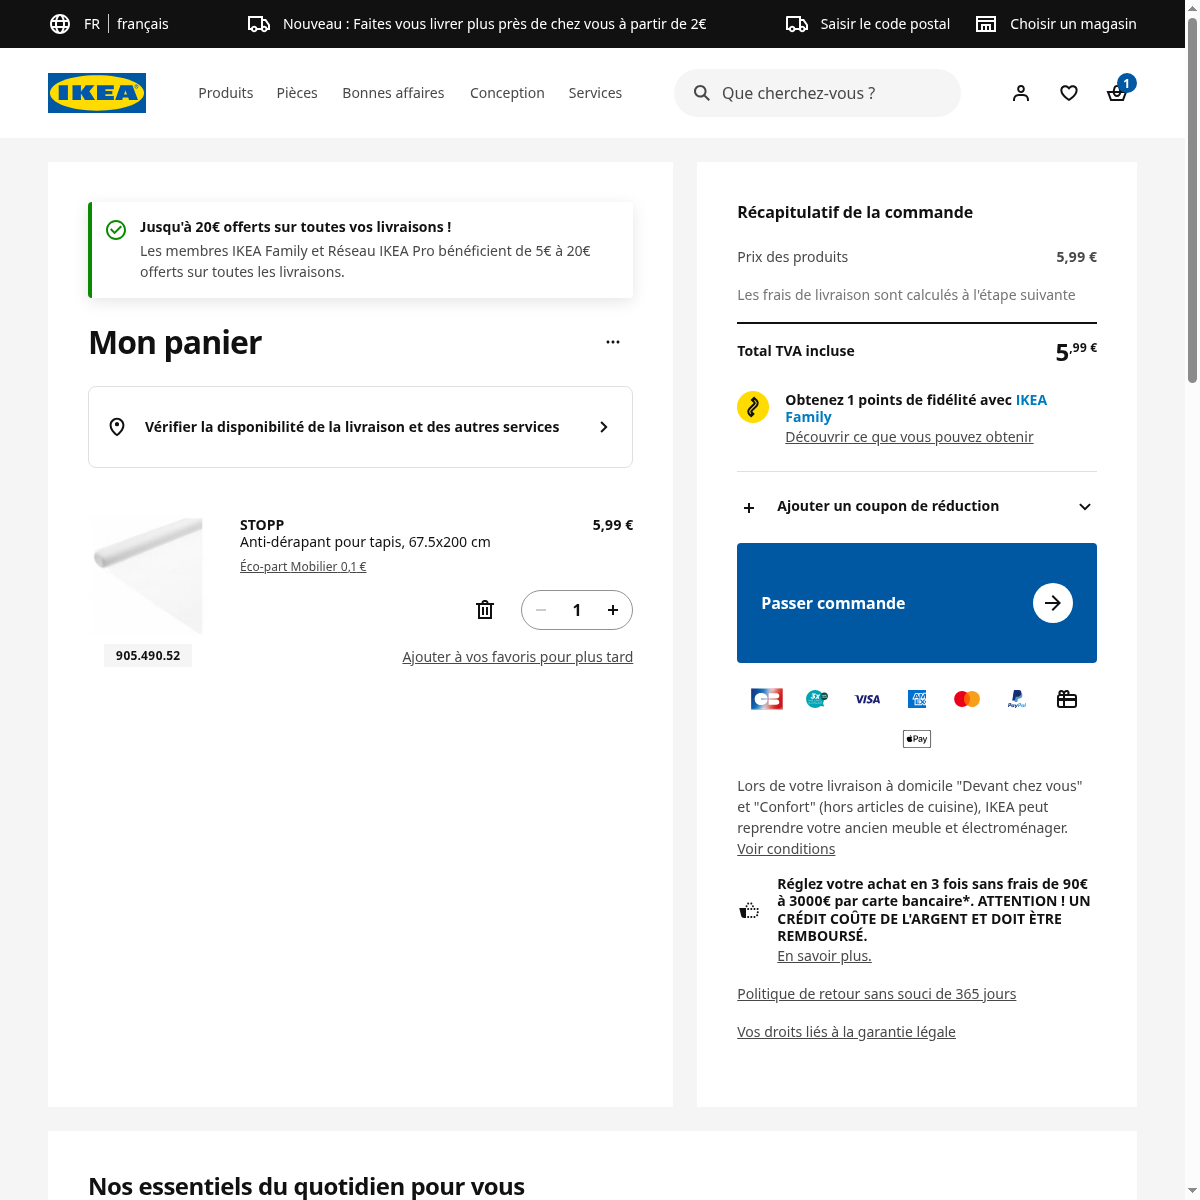 FR
français
Nouveau : Faites vous livrer plus près de chez vous à partir de 2€
Saisir le code postal
Choisir un magasin
IKEA
Produits
Pièces
Bonnes affaires
Conception
Services
Que cherchez-vous ?
1
Jusqu'à 20€ offerts sur toutes vos livraisons !
Les membres IKEA Family et Réseau IKEA Pro bénéficient de 5€ à 20€
offerts sur toutes les livraisons.
Mon panier
Vérifier la disponibilité de la livraison et des autres services
STOPP
5,99 €
Anti-dérapant pour tapis, 67.5x200 cm
Éco-part Mobilier 0,1 €
1
905.490.52
Ajouter à vos favoris pour plus tard
Récapitulatif de la commande
Prix des produits
5,99 €
Les frais de livraison sont calculés à l'étape suivante
Total TVA incluse
5,99 €
Obtenez 1 points de fidélité avec IKEA
Family
Découvrir ce que vous pouvez obtenir
Ajouter un coupon de réduction
Passer commande
CB
3x
VISA
AM
EX
PayPal
Pay
Lors de votre livraison à domicile "Devant chez vous"
et "Confort" (hors articles de cuisine), IKEA peut
reprendre votre ancien meuble et électroménager.
Voir conditions
Réglez votre achat en 3 fois sans frais de 90€
à 3000€ par carte bancaire*. ATTENTION ! UN
CRÉDIT COÛTE DE L'ARGENT ET DOIT ÈTRE
REMBOURSÉ.
En savoir plus.
Politique de retour sans souci de 365 jours
Vos droits liés à la garantie légale
Nos essentiels du quotidien pour vous